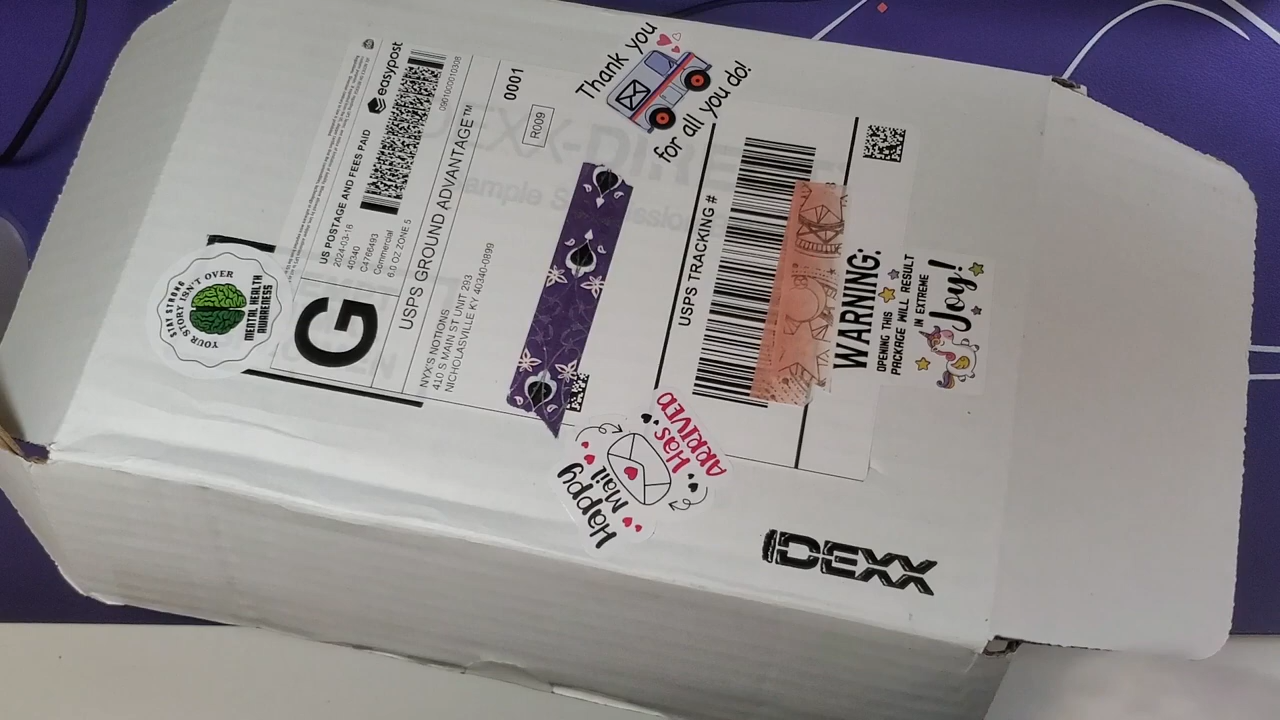 easypost
US POSTAGE AND FEES PAID
2024-03-16
40340
C4766493
Commercial
6.0 OZ ZONE 5
0901000010308
G
USPS GROUND ADVANTAGE™
0001
R009
NYX'S NOTIONS
410 S MAIN ST UNIT 293
NICHOLASVILLE KY 40340-0899
USPS TRACKING #
Thank you
for all you do!
STAY STRONG
YOUR STORY ISN'T OVER
MENTAL HEALTH
AWARENESS
Happy
Mail
Has
ARRIVED
WARNING:
OPENING THIS
PACKAGE WILL RESULT
IN EXTREME
Joy!
IDEXX